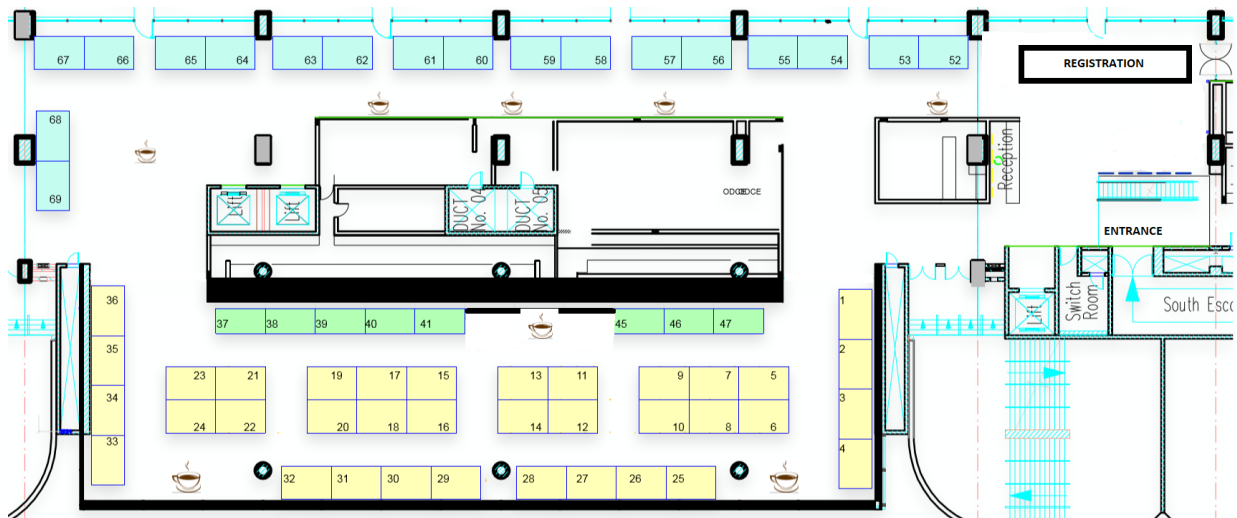 REGISTRATION
67 66 65 64 63 62 61 60 59 58 57 56 55 54 53 52
68
69
Reception
Lift
Lift
DUCT
No. 04
DUCT
No. 05
ENTRANCE
36
35
34
33
37 38 39 40 41
45 46 47
1
2
3
4
Lift
Switch
Room
South Esco
23 21 19 17 15 13 11 9 7 5
24 22 20 18 16 14 12 10 8 6
32 31 30 29 28 27 26 25